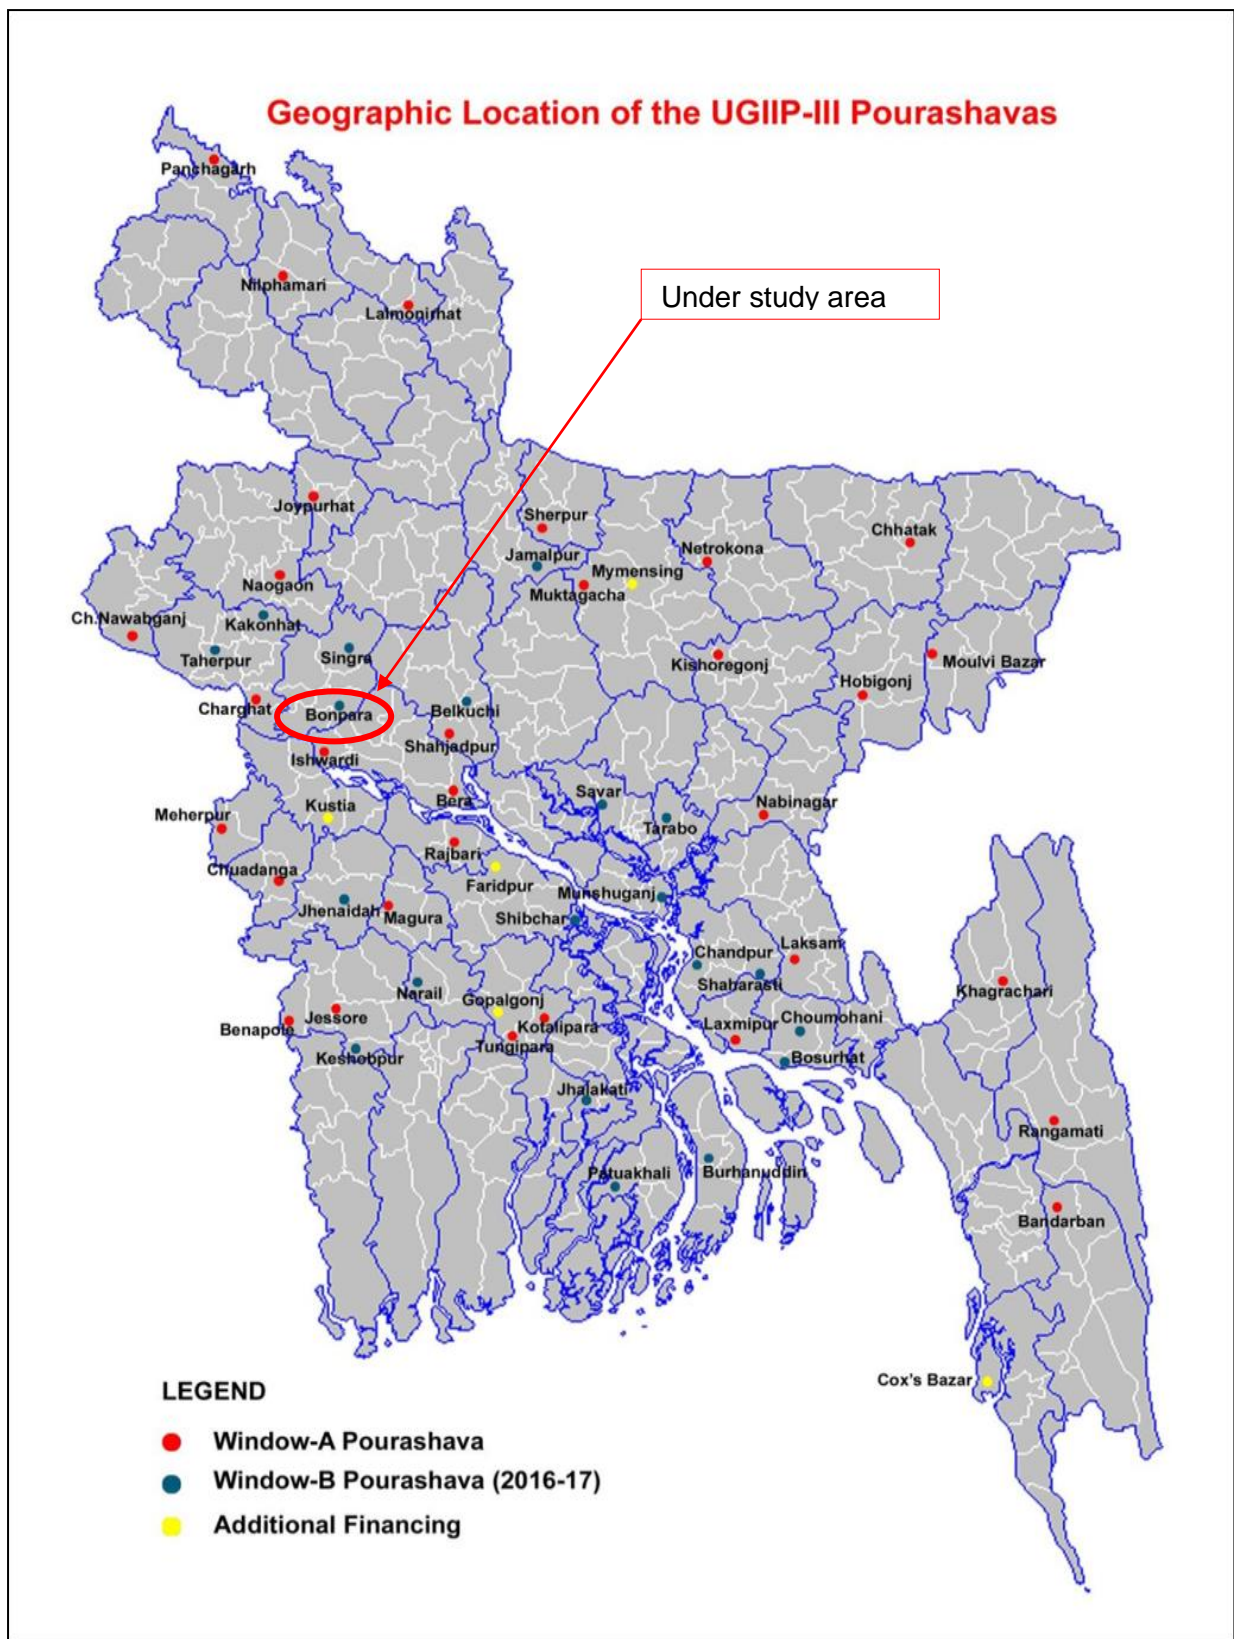 Geographic Location of the UGIIP-III Pourashavas
Panchagarh
Nilphamari
Lalmonirhat
Under study area
Joypurhat
Sherpur
Chhatak
Jamalpur
Netrokona
Mymensing
Naogaon
Muktagacha
Ch.Nawabganj
Kakonhat
Taherpur
Singra
Kishoregonj
Moulvi Bazar
Hobigonj
Charghat
Bonpara
Belkuchi
Shahjadpur
Ishwardi
Bera
Savar
Nabinagar
Kustia
Meherpur
Tarabo
Rajbari
Chuadanga
Faridpur
Munshuganj
Jhenaidah
Magura
Shibchar
Chandpur
Laksam
Shaharasti
Khagrachari
Narail
Gopalgonj
Jessore
Benapole
Kotalipara
Laxmipur
Choumohani
Tungipara
Keshobpur
Bosurhat
Jhalakati
Rangamati
Patuakhali
Burhanuddin
Bandarban
Cox's Bazar
LEGEND
Window-A Pourashava
Window-B Pourashava (2016-17)
Additional Financing